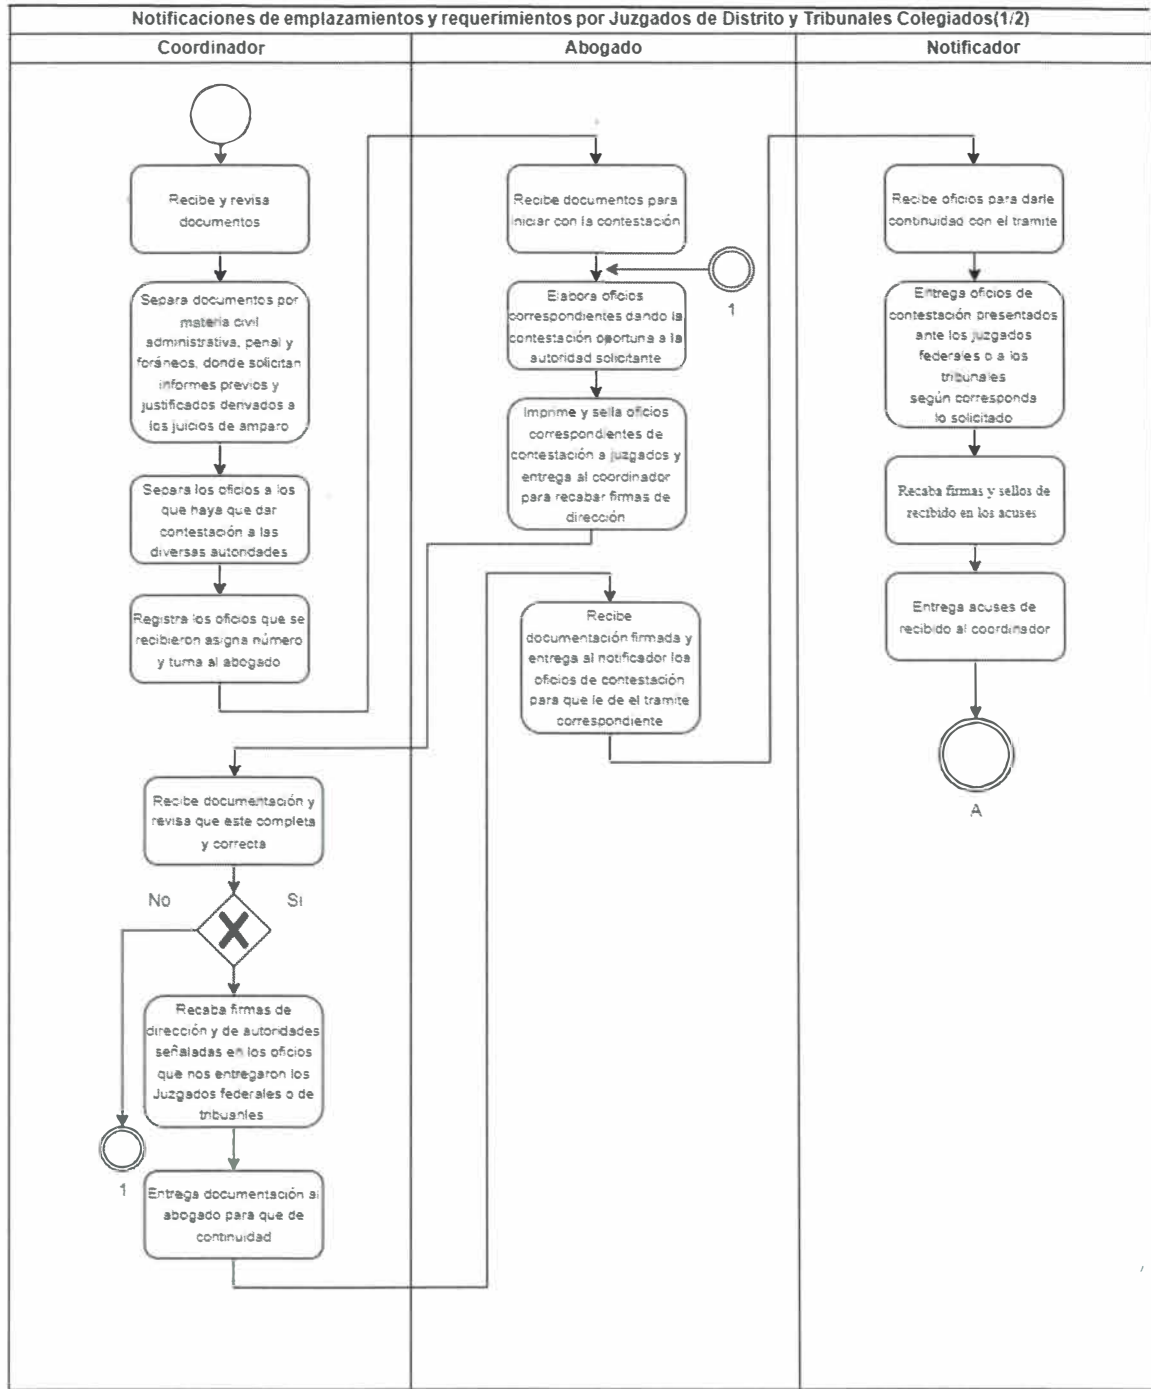 Notificaciones de emplazamientos y requerimientos por Juzgados de Distrito y Tribunales Colegiados(1/2)
Coordinador
Abogado
Notificador
Recibe y revisa
documentos
Separa documentos por
materia civil
administrativa, penal y
foráneos, donde solicitan
informes previos y
justificados derivados a
los juicios de amparo
Separa los oficios a los
que haya que dar
contestación a las
diversas autoridades
Registra los oficios que se
recibieron asigna número
y turna al abogado
Recibe documentación y
revisa que este completa
y correcta
No
Si
Recaba firmas de
dirección y de autoridades
señaladas en los oficios
que nos entregaron los
Juzgados federales o de
tribuanles
1
Entrega documentación al
abogado para que de
continuidad
Recibe documentos para
iniciar con la contestación
1
Elabora oficios
correspondientes dando la
contestación oportuna a la
autoridad solicitante
Imprime y sella oficios
correspondientes de
contestación a juzgados y
entrega al coordinador
para recabar firmas de
dirección
Recibe
documentación firmada y
entrega al notificador los
oficios de contestación
para que le de el tramite
correspondiente
Recibe oficios para darle
continuidad con el tramite
Entrega oficios de
contestación presentados
ante los juzgados
federales o a los
tribunales
según corresponda
lo solicitado
Recaba firmas y sellos de
recibido en los acuses
Entrega acuses de
recibido al coordinador
A